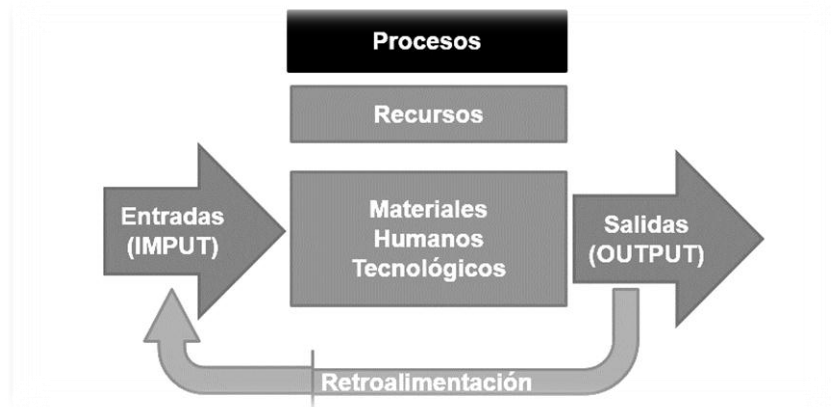 Procesos
Recursos
Entradas
(IMPUT)
Materiales
Humanos
Tecnológicos
Salidas
(OUTPUT)
Retroalimentación